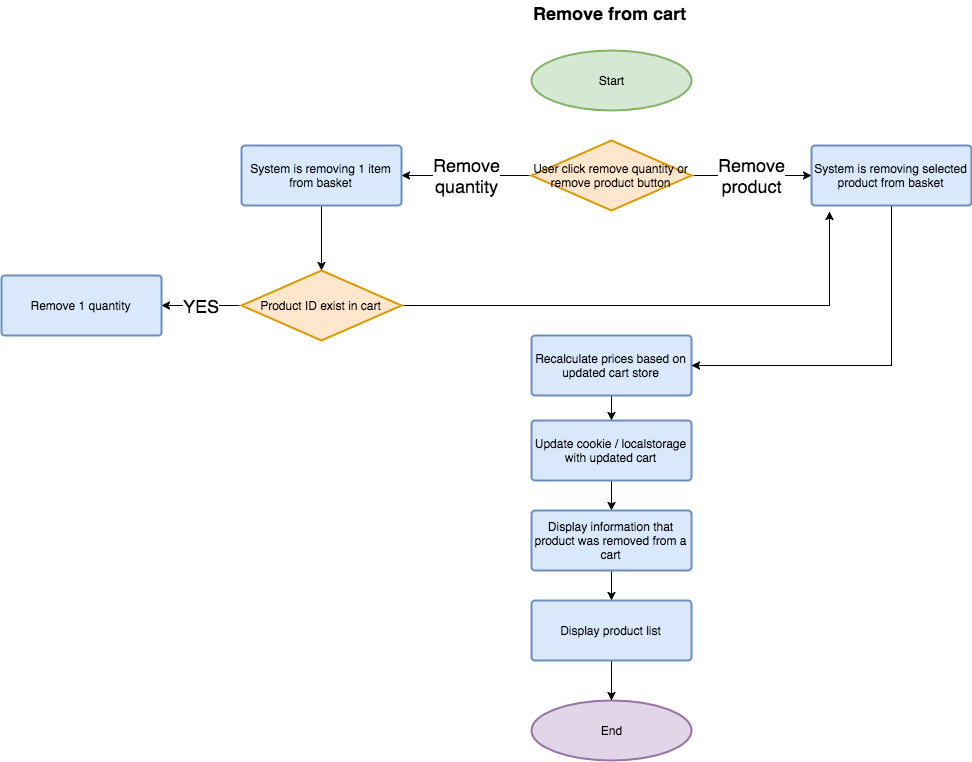 Remove from cart
Start
System is removing 1 item
from basket
Remove
quantity
User click remove quantity or
remove product button
Remove
product
System is removing selected
product from basket
Remove 1 quantity
YES
Product ID exist in cart
Recalculate prices based on
updated cart store
Update cookie / localstorage
with updated cart
Display information that
product was removed from a
cart
Display product list
End